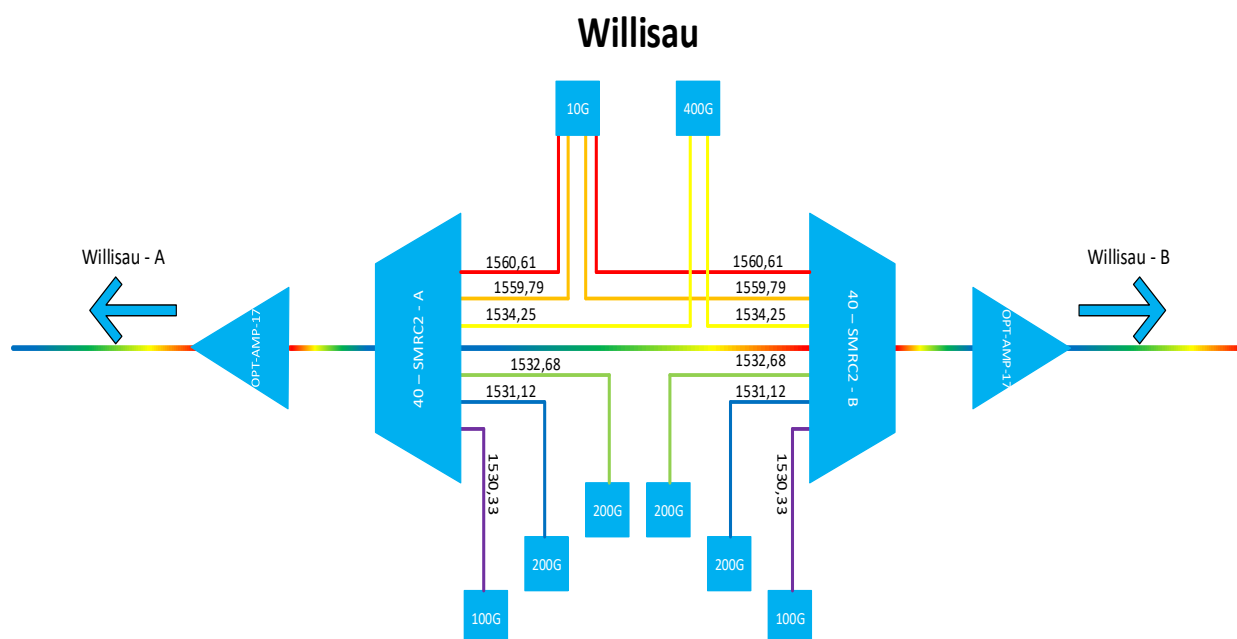 Willisau
10G
400G
Willisau - A
Willisau - B
1560,61
1560,61
1559,79
1559,79
1534,25
1534,25
OPT-AMP-17
40 – SMRC2 - A
40 – SMRC2 - B
OPT-AMP-17
1532,68
1532,68
1531,12
1531,12
1530,33
1530,33
200G
200G
200G
200G
100G
100G